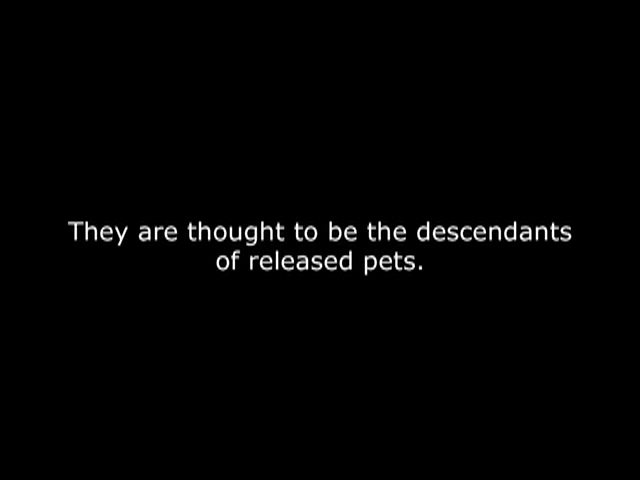 They are thought to be the descendants
of released pets.